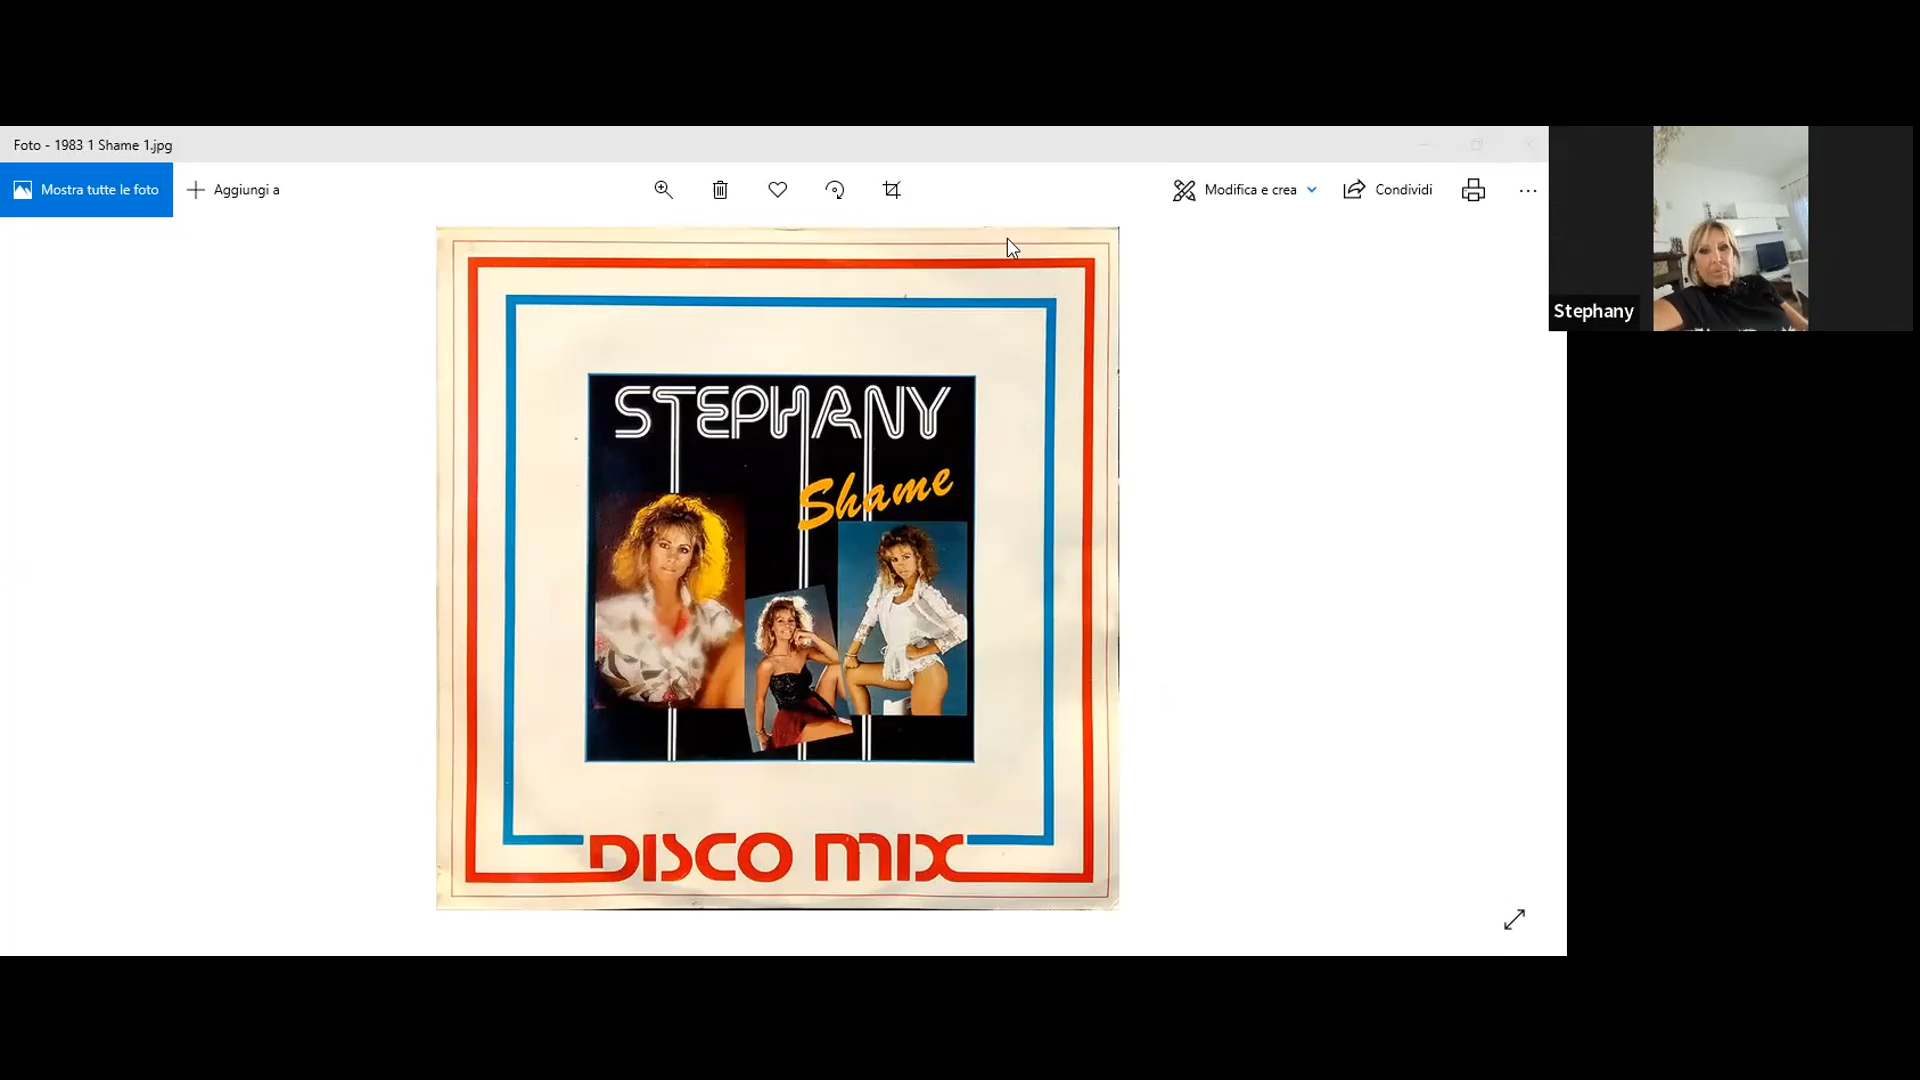 Foto - 1983 1 Shame 1.jpg
Mostra tutte le foto
Aggiungi a
Modifica e crea
Condividi
Stephany
STEPHANY
Shame
DISCO MIX